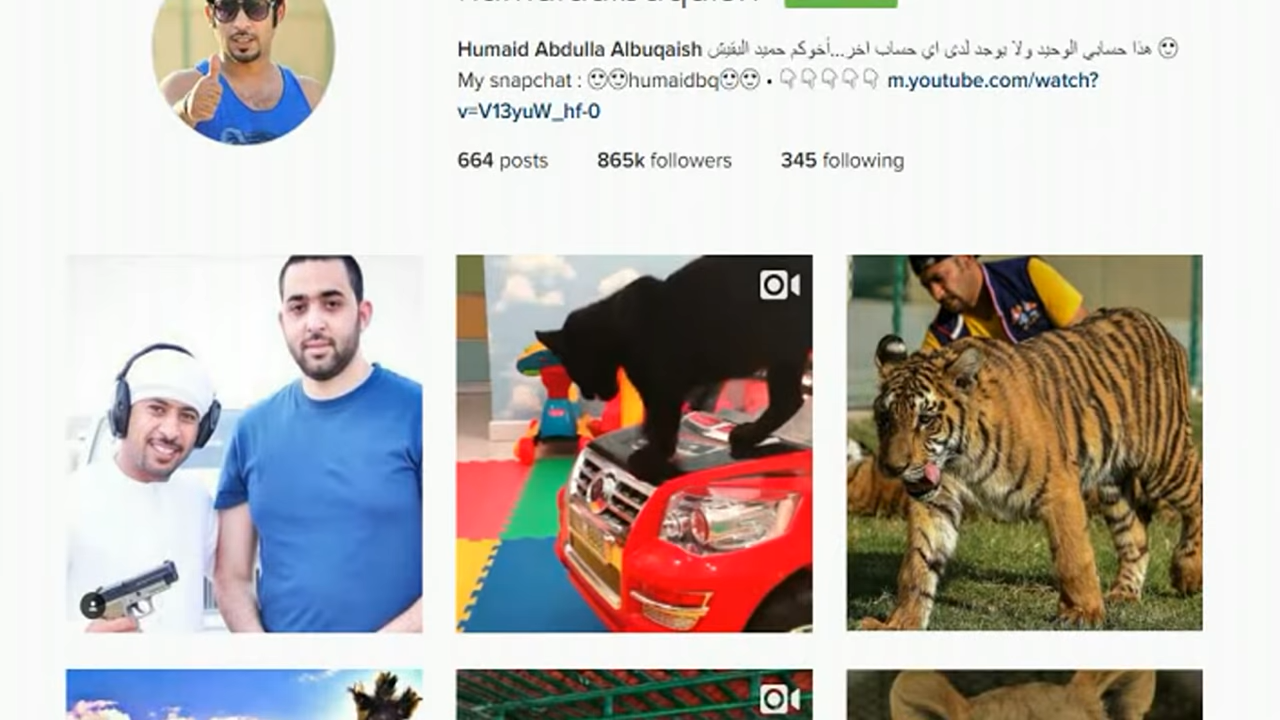 Humaid Abdulla Albuqaish هذا حسابي الوحيد ولا يوجد لدى اي حساب اخر...أخوكم حميد البقيش
My snapchat : humaidbq • m.youtube.com/watch?
v=V13yuW_hf-0
664 posts 865k followers 345 following